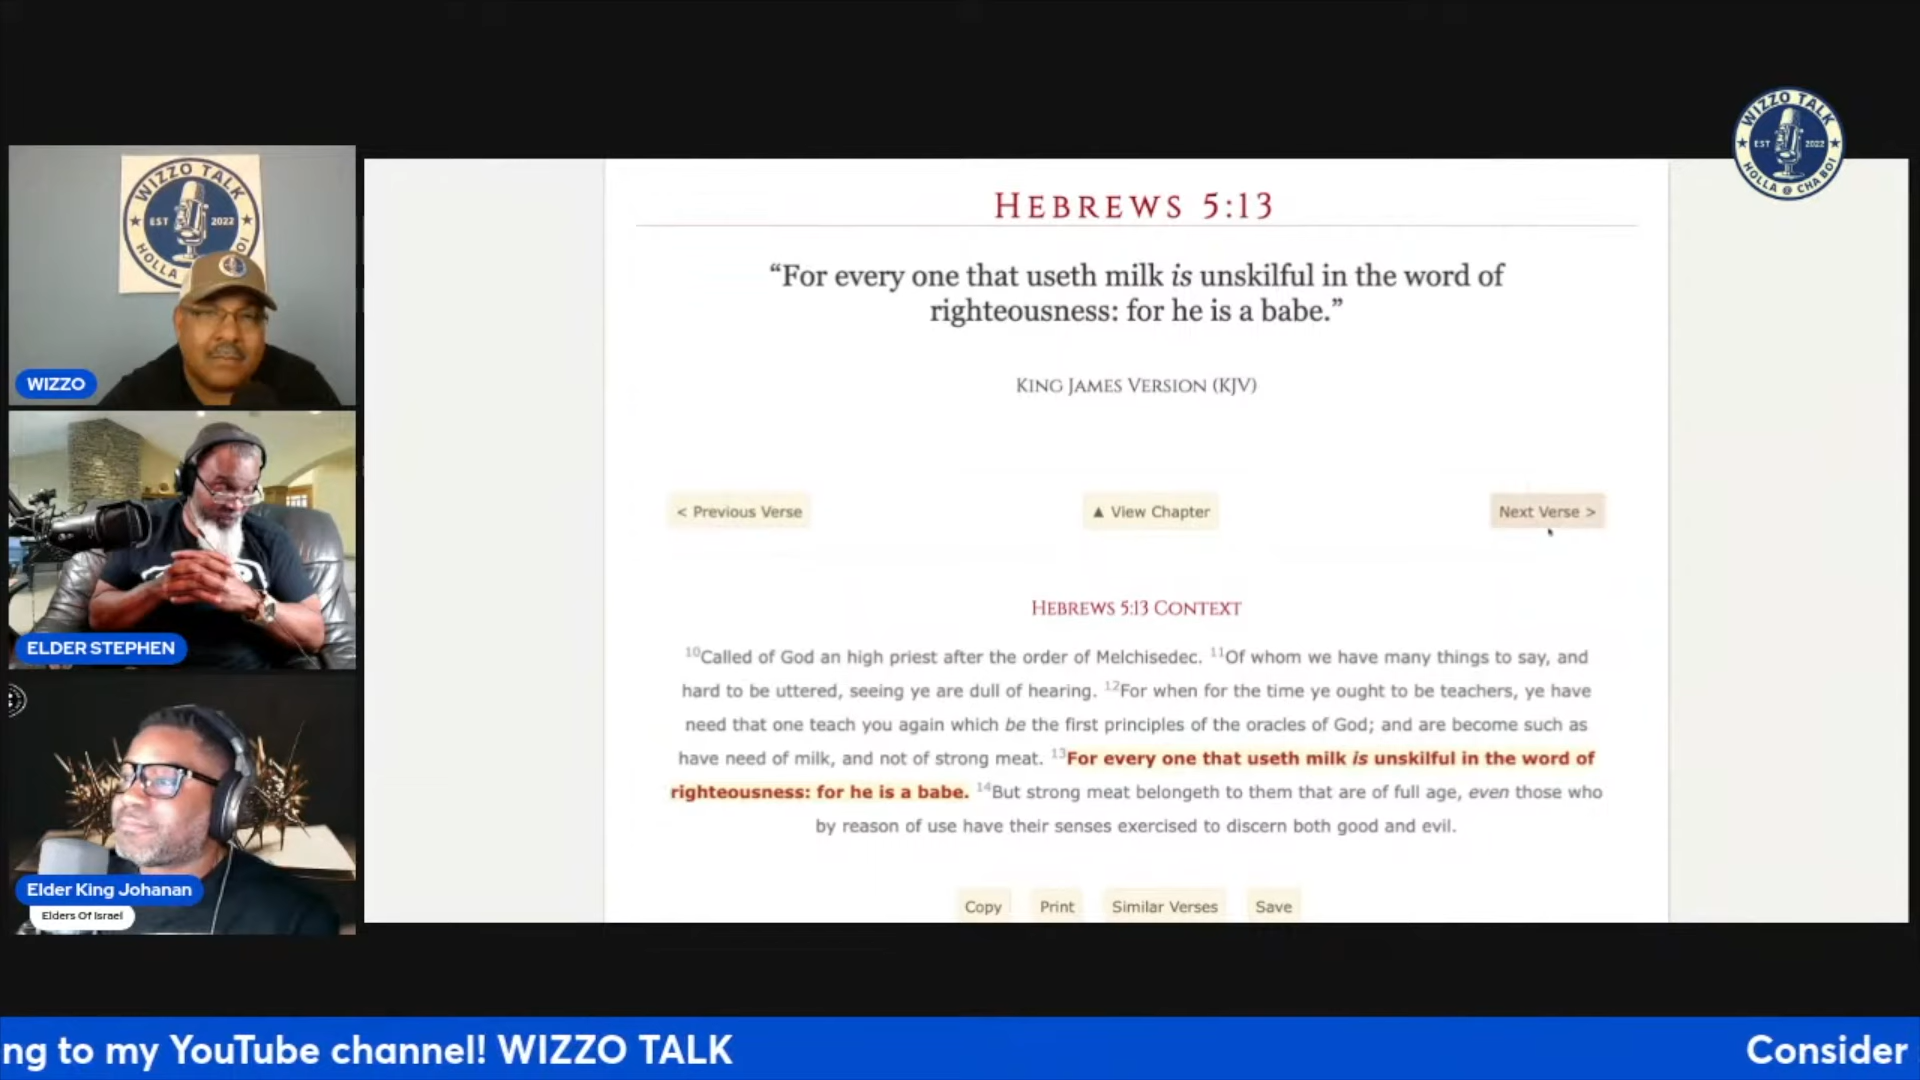 WIZZO TALK
EST 2022
HOLLA @ CHA BOI
WIZZO TALK
EST 2022
HOLLA
OI
WIZZO
ELDER STEPHEN
Elder King Johanan
Elders Of Israel
HEBREWS 5:13
“For every one that useth milk is unskilful in the word of
righteousness: for he is a babe.”
KING JAMES VERSION (KJV)
< Previous Verse
▲ View Chapter
Next Verse >
HEBREWS 5:13 CONTEXT
10Called of God an high priest after the order of Melchisedec. 11Of whom we have many things to say, and
hard to be uttered, seeing ye are dull of hearing. 12For when for the time ye ought to be teachers, ye have
need that one teach you again which be the first principles of the oracles of God; and are become such as
have need of milk, and not of strong meat. 13For every one that useth milk is unskilful in the word of
righteousness: for he is a babe. 14But strong meat belongeth to them that are of full age, even those who
by reason of use have their senses exercised to discern both good and evil.
Copy
Print
Similar Verses
Save
ng to my YouTube channel! WIZZO TALK
Consider